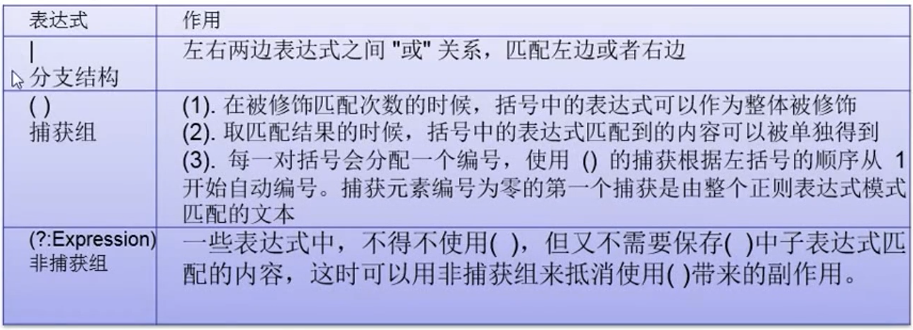 表达式 作用
| 左右两边表达式之间 "或" 关系，匹配左边或者右边
分支结构
( ) (1). 在被修饰匹配次数的时候，括号中的表达式可以作为整体被修饰
捕获组 (2). 取匹配结果的时候，括号中的表达式匹配到的内容可以被单独得到
(3). 每一对括号会分配一个编号，使用 () 的捕获根据左括号的顺序从 1
开始自动编号。捕获元素编号为零的第一个捕获是由整个正则表达式模式
匹配的文本
(?:Expression) 一些表达式中，不得不使用( )，但又不需要保存( )中子表达式匹
非捕获组 配的内容，这时可以用非捕获组来抵消使用( )带来的副作用。